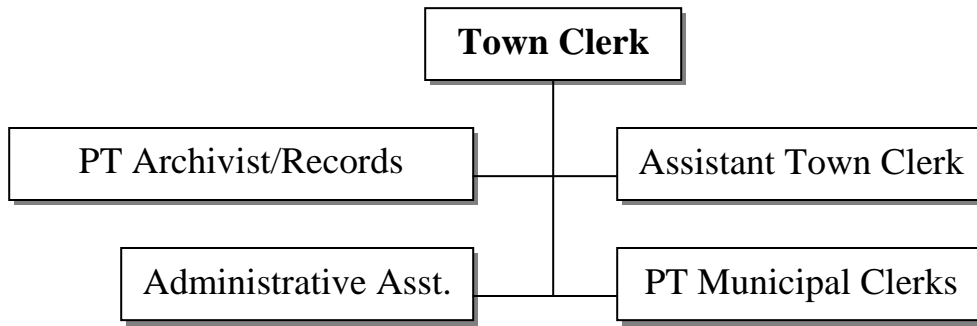 Town Clerk
PT Archivist/Records
Assistant Town Clerk
Administrative Asst.
PT Municipal Clerks